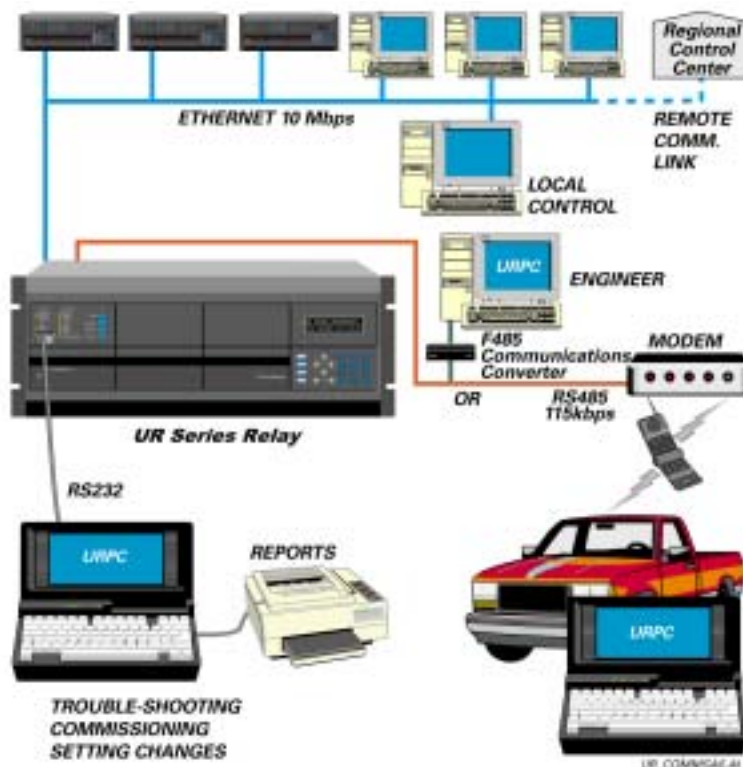 Regional
Control
Center
ETHERNET 10 Mbps
REMOTE
COMM.
LINK
LOCAL
CONTROL
URPC
ENGINEER
F485
Communications
Converter
MODEM
OR
RS485
115kbps
UR Series Relay
RS232
URPC
REPORTS
URPC
TROUBLE-SHOOTING
COMMISSIONING
SETTING CHANGES